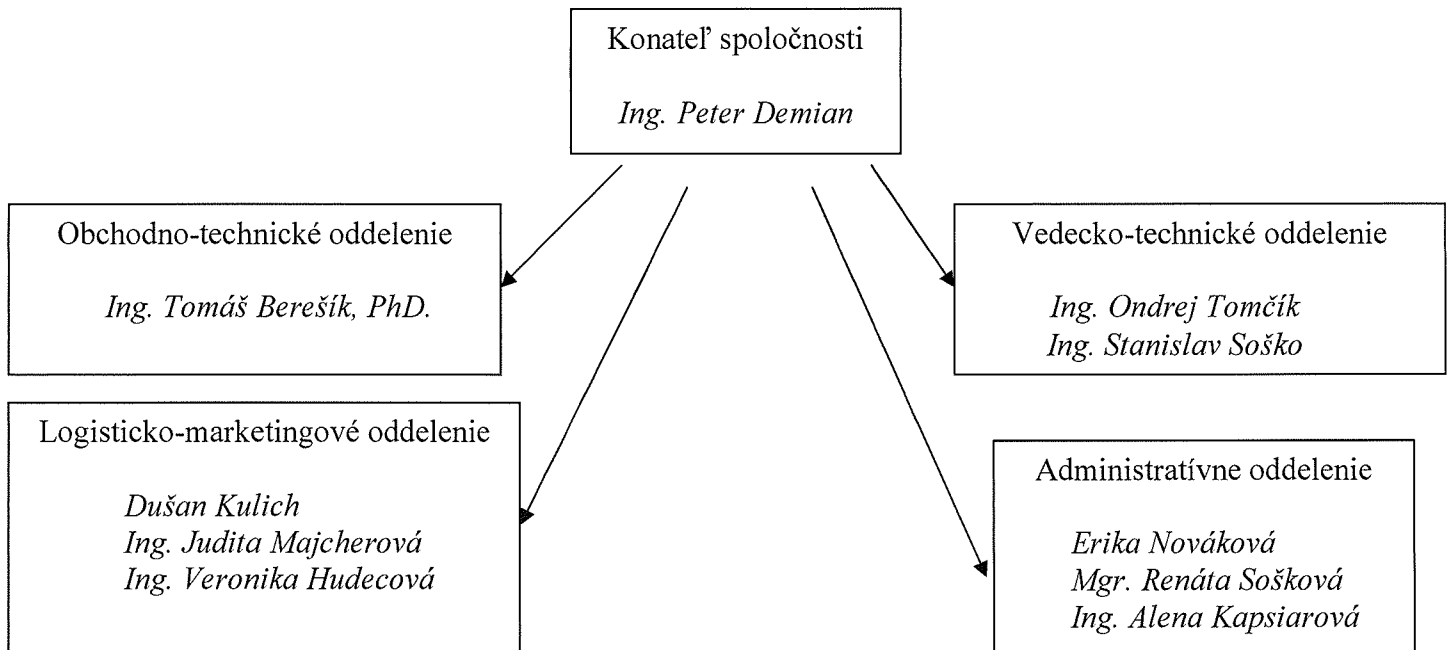 Konateľ spoločnosti
Ing. Peter Demian
Obchodno-technické oddelenie
Ing. Tomáš Berešík, PhD.
Vedecko-technické oddelenie
Ing. Ondrej Tomčík
Ing. Stanislav Soško
Logisticko-marketingové oddelenie
Dušan Kulich
Ing. Judita Majcherová
Ing. Veronika Hudecová
Administratívne oddelenie
Erika Nováková
Mgr. Renáta Sošková
Ing. Alena Kapsiarová